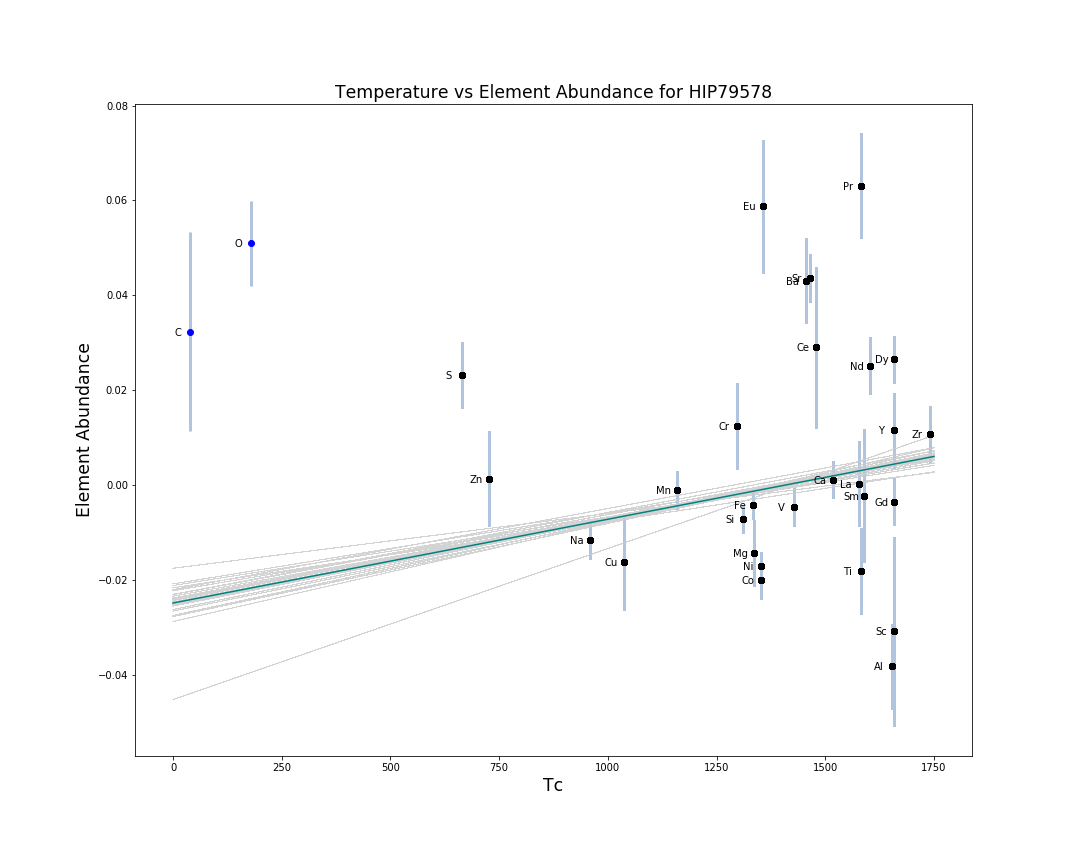 Temperature vs Element Abundance for HIP79578
0.08
0.06
0.04
0.02
0.00
−0.02
−0.04
Element Abundance
Pr
Eu
O
Sr
Ba
C
Ce
Dy
Nd
S
Y
Zr
Cr
Zn
Ca
La
Mn
Sm
Gd
Fe
V
Si
Na
Mg
Cu
Ni
Ti
Co
Sc
Al
0
250
500
750
1000
1250
1500
1750
Tc